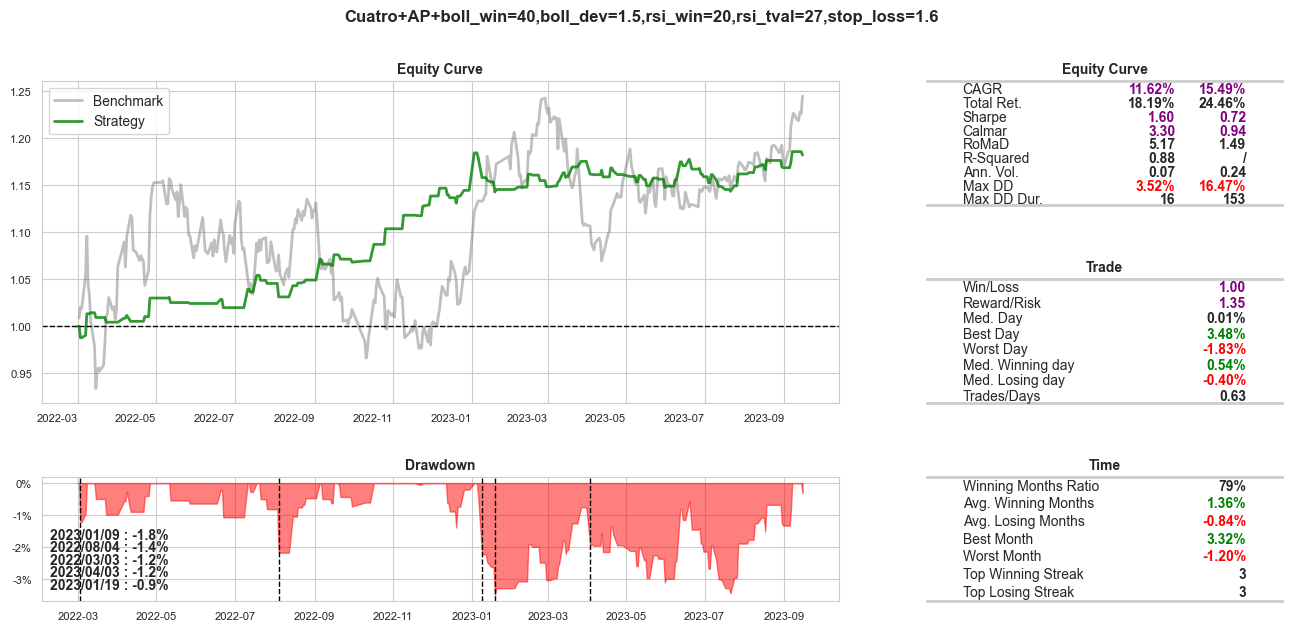 Cuatro+AP+boll_win=40,boll_dev=1.5,rsi_win=20,rsi_tval=27,stop_loss=1.6
Equity Curve
Benchmark
Strategy
1.25
1.20
1.15
1.10
1.05
1.00
0.95
2022-03 2022-05 2022-07 2022-09 2022-11 2023-01 2023-03 2023-05 2023-07 2023-09
Equity Curve
CAGR 11.62% 15.49%
Total Ret. 18.19% 24.46%
Sharpe 1.60 0.72
Calmar 3.30 0.94
RoMaD 5.17 1.49
R-Squared 0.88 /
Ann. Vol. 0.07 0.24
Max DD 3.52% 16.47%
Max DD Dur. 16 153
Trade
Win/Loss 1.00
Reward/Risk 1.35
Med. Day 0.01%
Best Day 3.48%
Worst Day -1.83%
Med. Winning day 0.54%
Med. Losing day -0.40%
Trades/Days 0.63
Drawdown
0%
-1%
-2%
-3%
2023/01/09 : -1.8%
2022/08/04 : -1.4%
2022/03/03 : -1.2%
2023/04/03 : -1.2%
2023/01/19 : -0.9%
2022-03 2022-05 2022-07 2022-09 2022-11 2023-01 2023-03 2023-05 2023-07 2023-09
Time
Winning Months Ratio 79%
Avg. Winning Months 1.36%
Avg. Losing Months -0.84%
Best Month 3.32%
Worst Month -1.20%
Top Winning Streak 3
Top Losing Streak 3